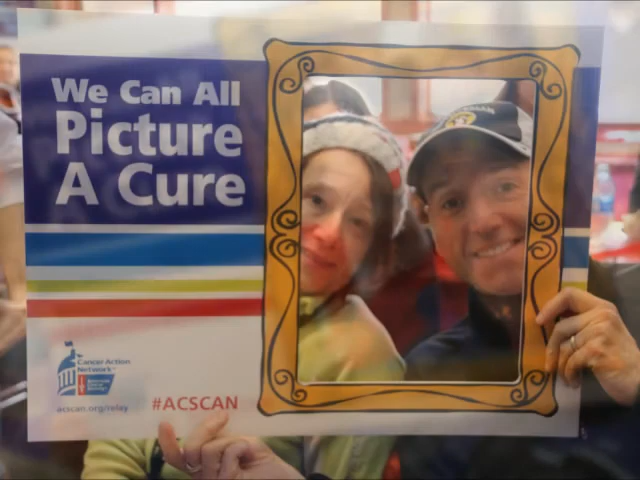 We Can All
Picture
A Cure
Cancer Action
Network
acscan.org/relay
#ACSCAN